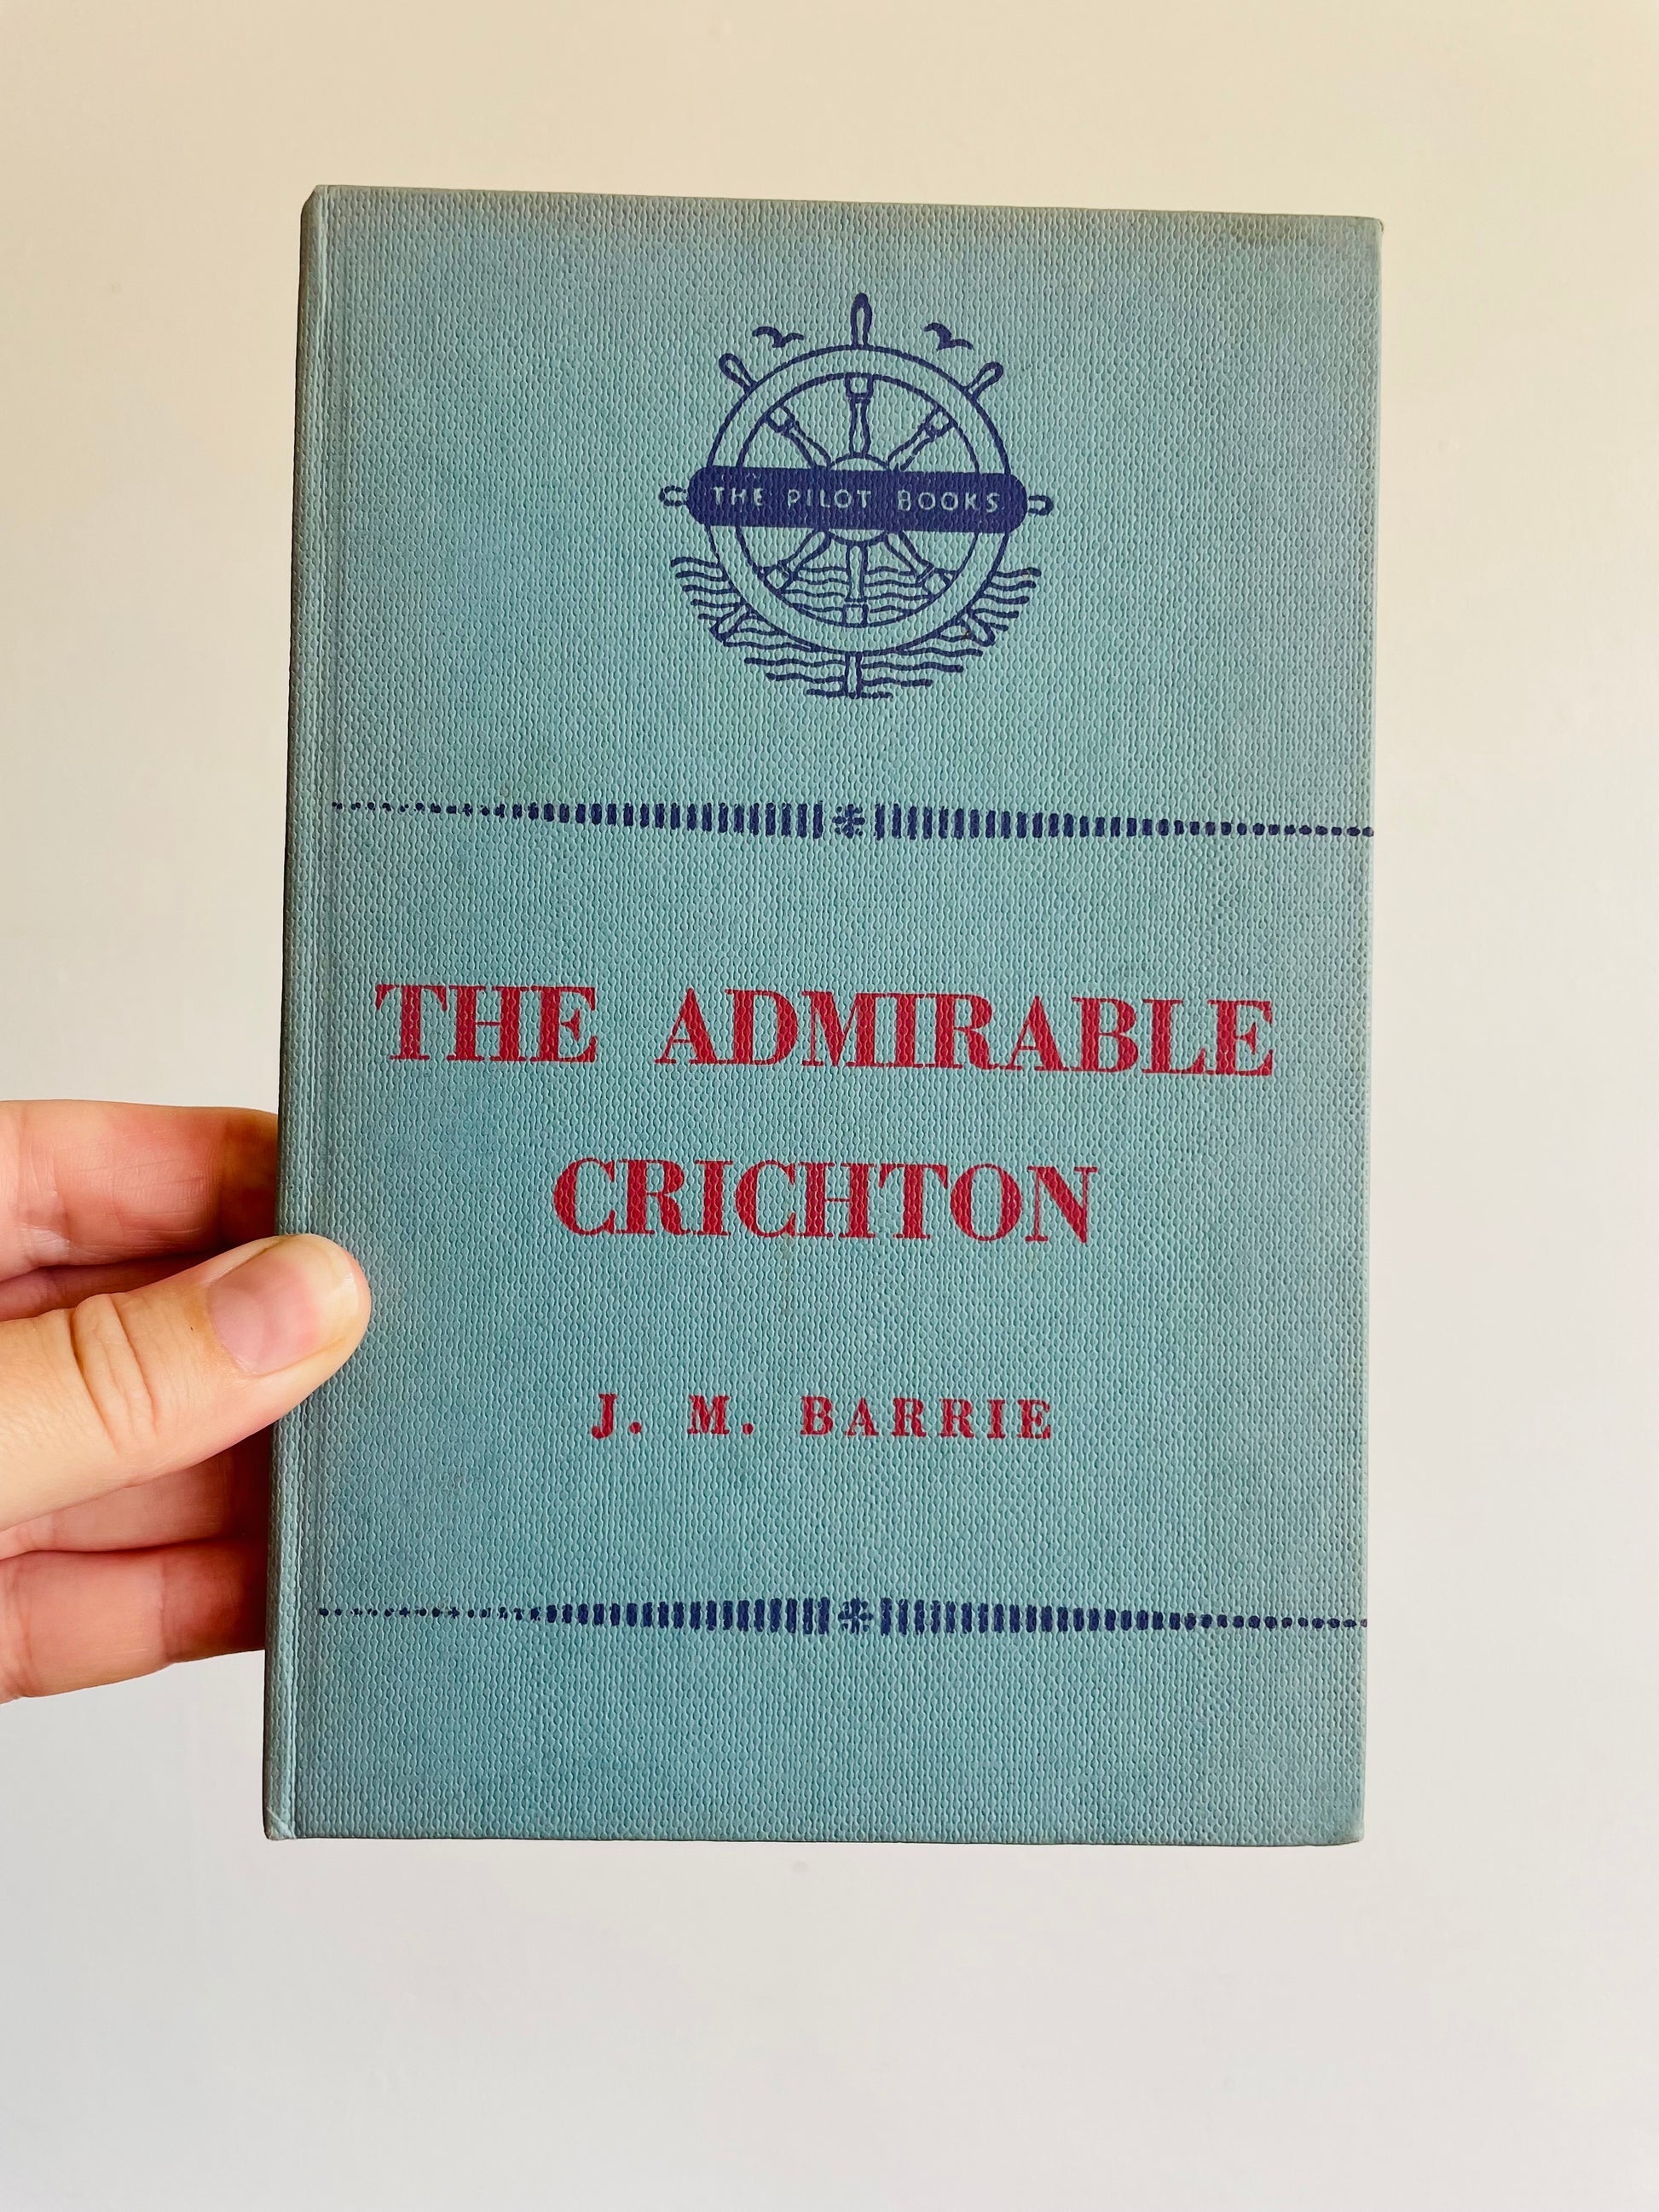 THE PILOT BOOKS
THE ADMIRABLE
CRICHTON
J. M. BARRIE